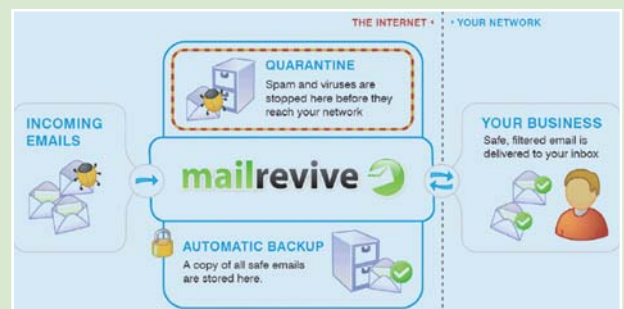 THE INTERNET •
• YOUR NETWORK
QUARANTINE
Spam and viruses are
stopped here before they
reach your network
INCOMING
EMAILS
mailrevive
YOUR BUSINESS
Safe, filtered email is
delivered to your inbox
AUTOMATIC BACKUP
A copy of all safe emails
are stored here.